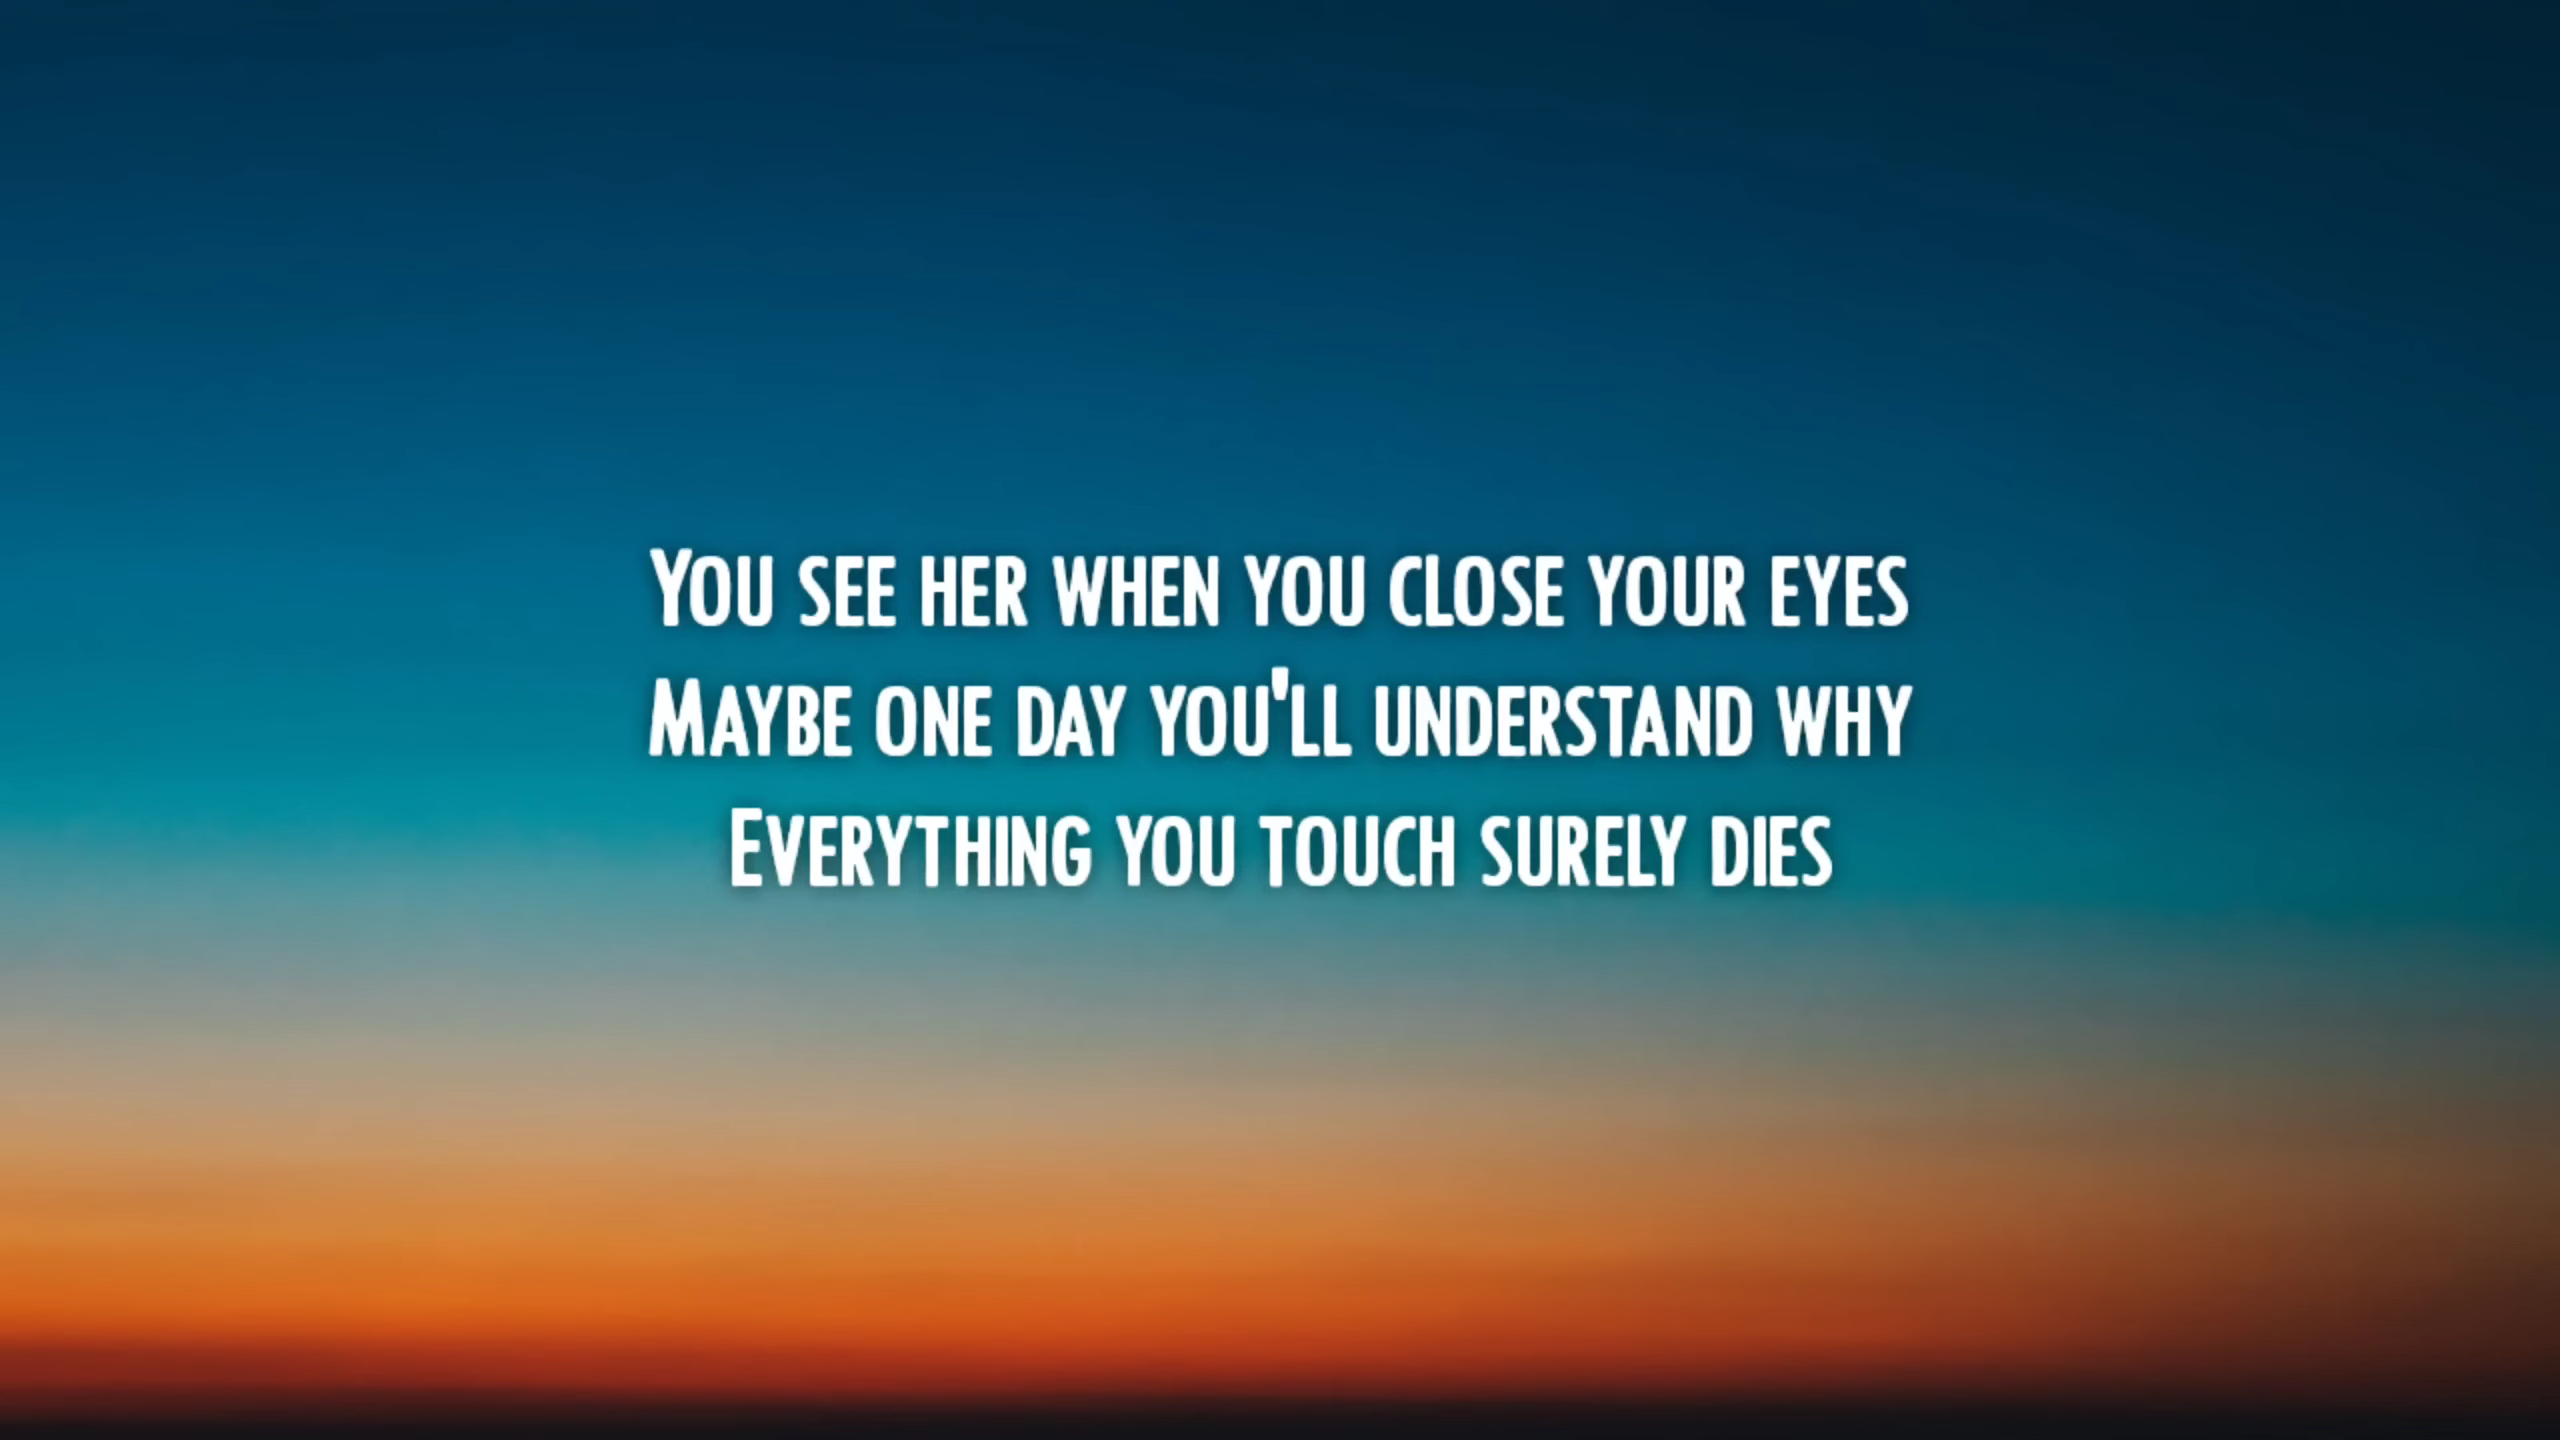 You see her when you close your eyes
Maybe one day you'll understand why
Everything you touch surely dies